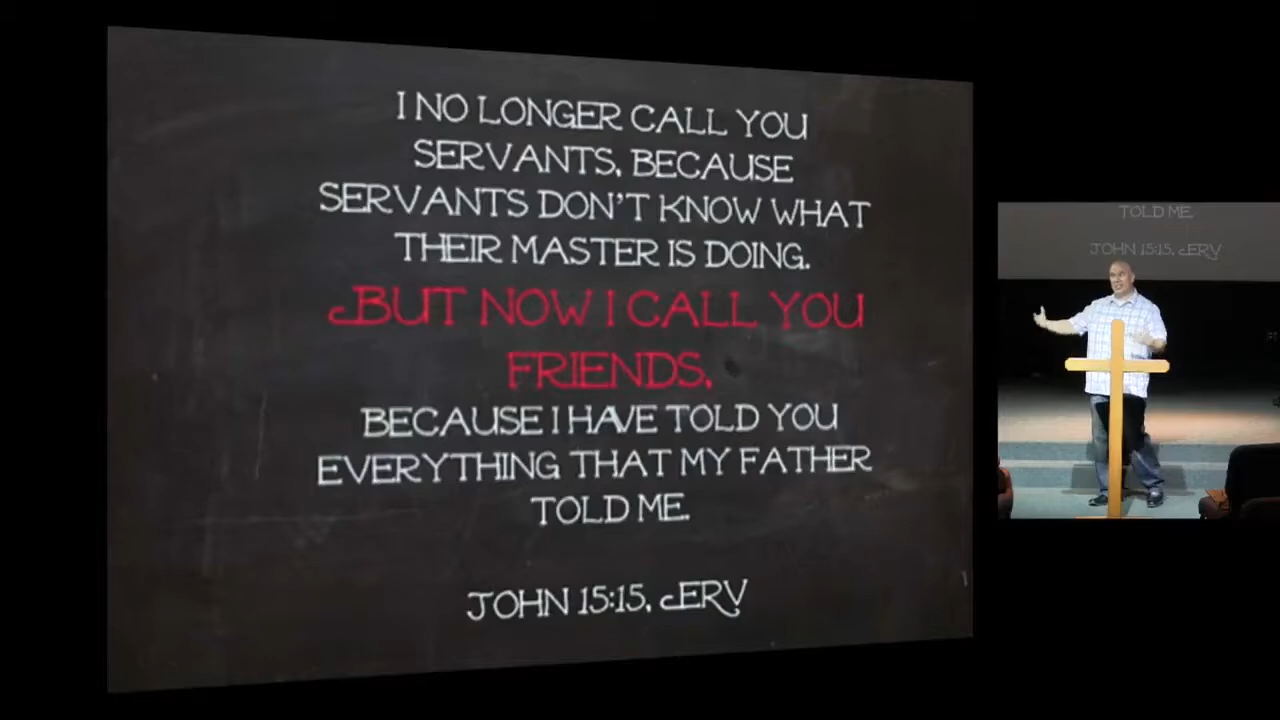 I NO LONGER CALL YOU
SERVANTS, BECAUSE
SERVANTS DON'T KNOW WHAT
THEIR MASTER IS DOING.
BUT NOW I CALL YOU
FRIENDS,
BECAUSE I HAVE TOLD YOU
EVERYTHING THAT MY FATHER
TOLD ME.
JOHN 15:15, ERV
TOLD ME.
JOHN 15:15, ERV